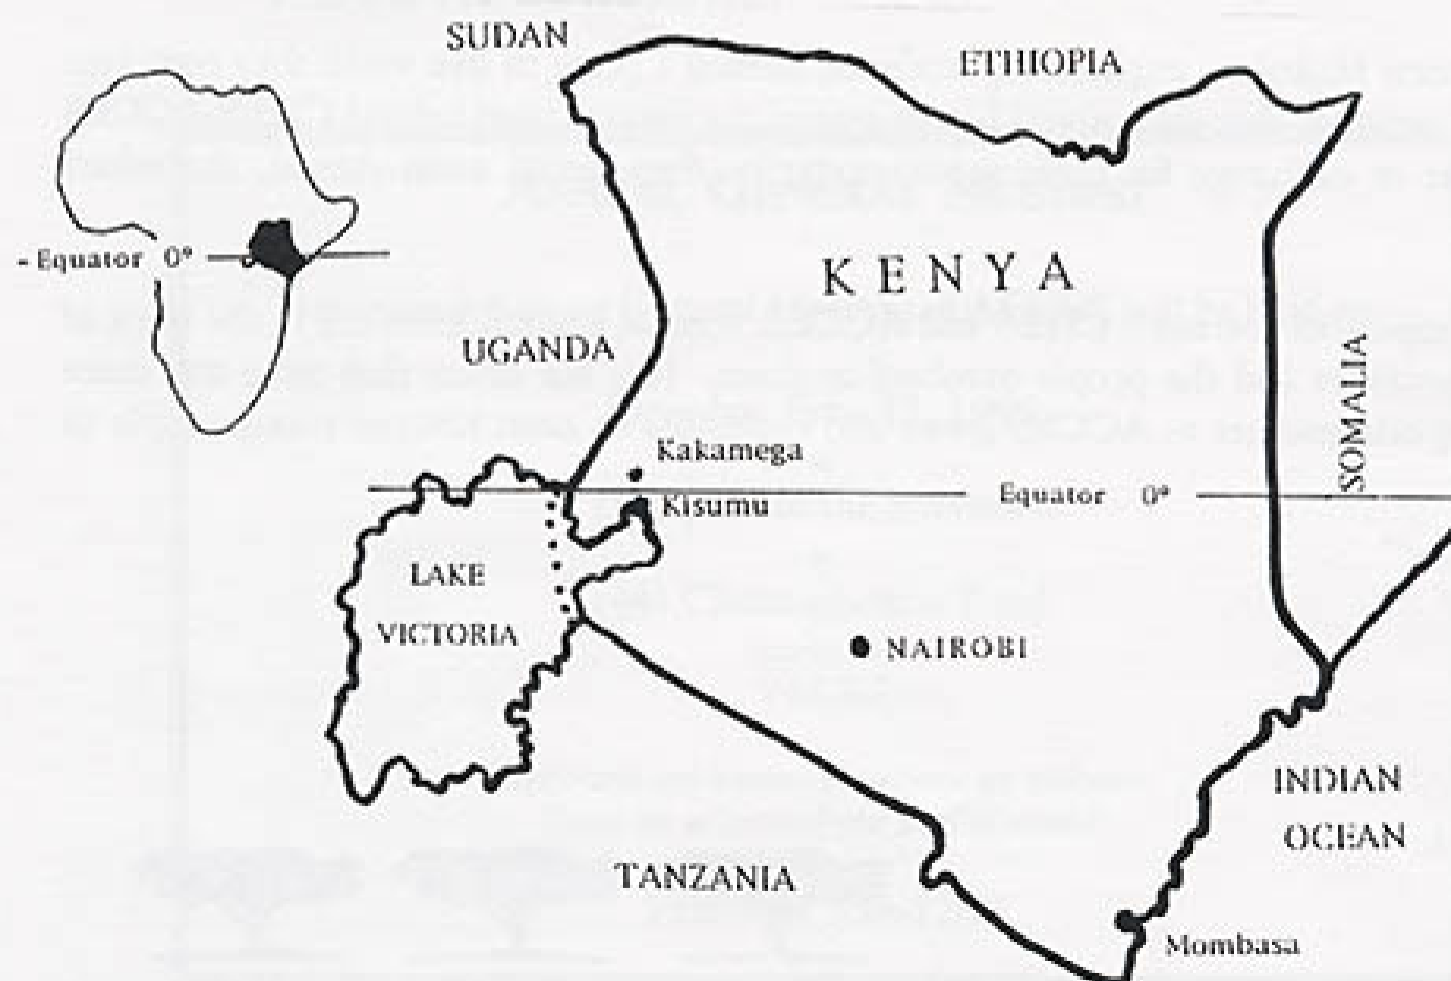 SUDAN
ETHIOPIA
- Equator 0°
KENYA
UGANDA
SOMALIA
Kakamega
Equator 0°
Kisumu
LAKE
VICTORIA
NAIROBI
INDIAN
OCEAN
TANZANIA
Mombasa